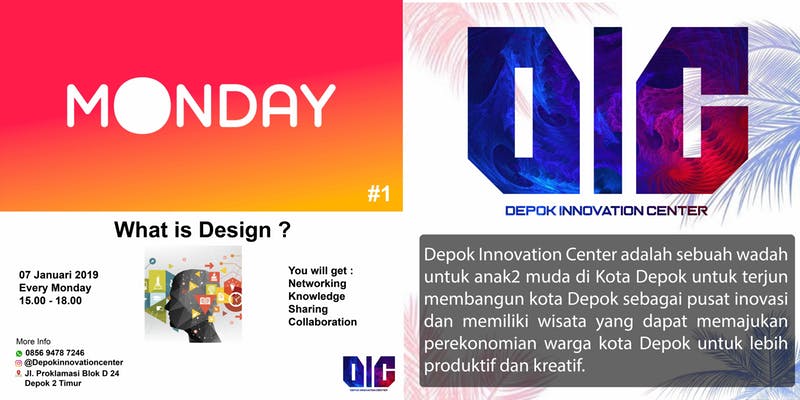 MONDAY
#1
What is Design ?
07 Januari 2019
Every Monday
15.00 - 18.00
You will get :
Networking
Knowledge
Sharing
Collaboration
More Info
0856 9478 7246
@Depokinnovationcenter
Jl. Proklamasi Blok D 24
Depok 2 Timur
DIC
DEPOK INNOVATION CENTER
DIC
DEPOK INNOVATION CENTER
Depok Innovation Center adalah sebuah wadah
untuk anak2 muda di Kota Depok untuk terjun
membangun kota Depok sebagai pusat inovasi
dan memiliki wisata yang dapat memajukan
perekonomian warga kota Depok untuk lebih
produktif dan kreatif.